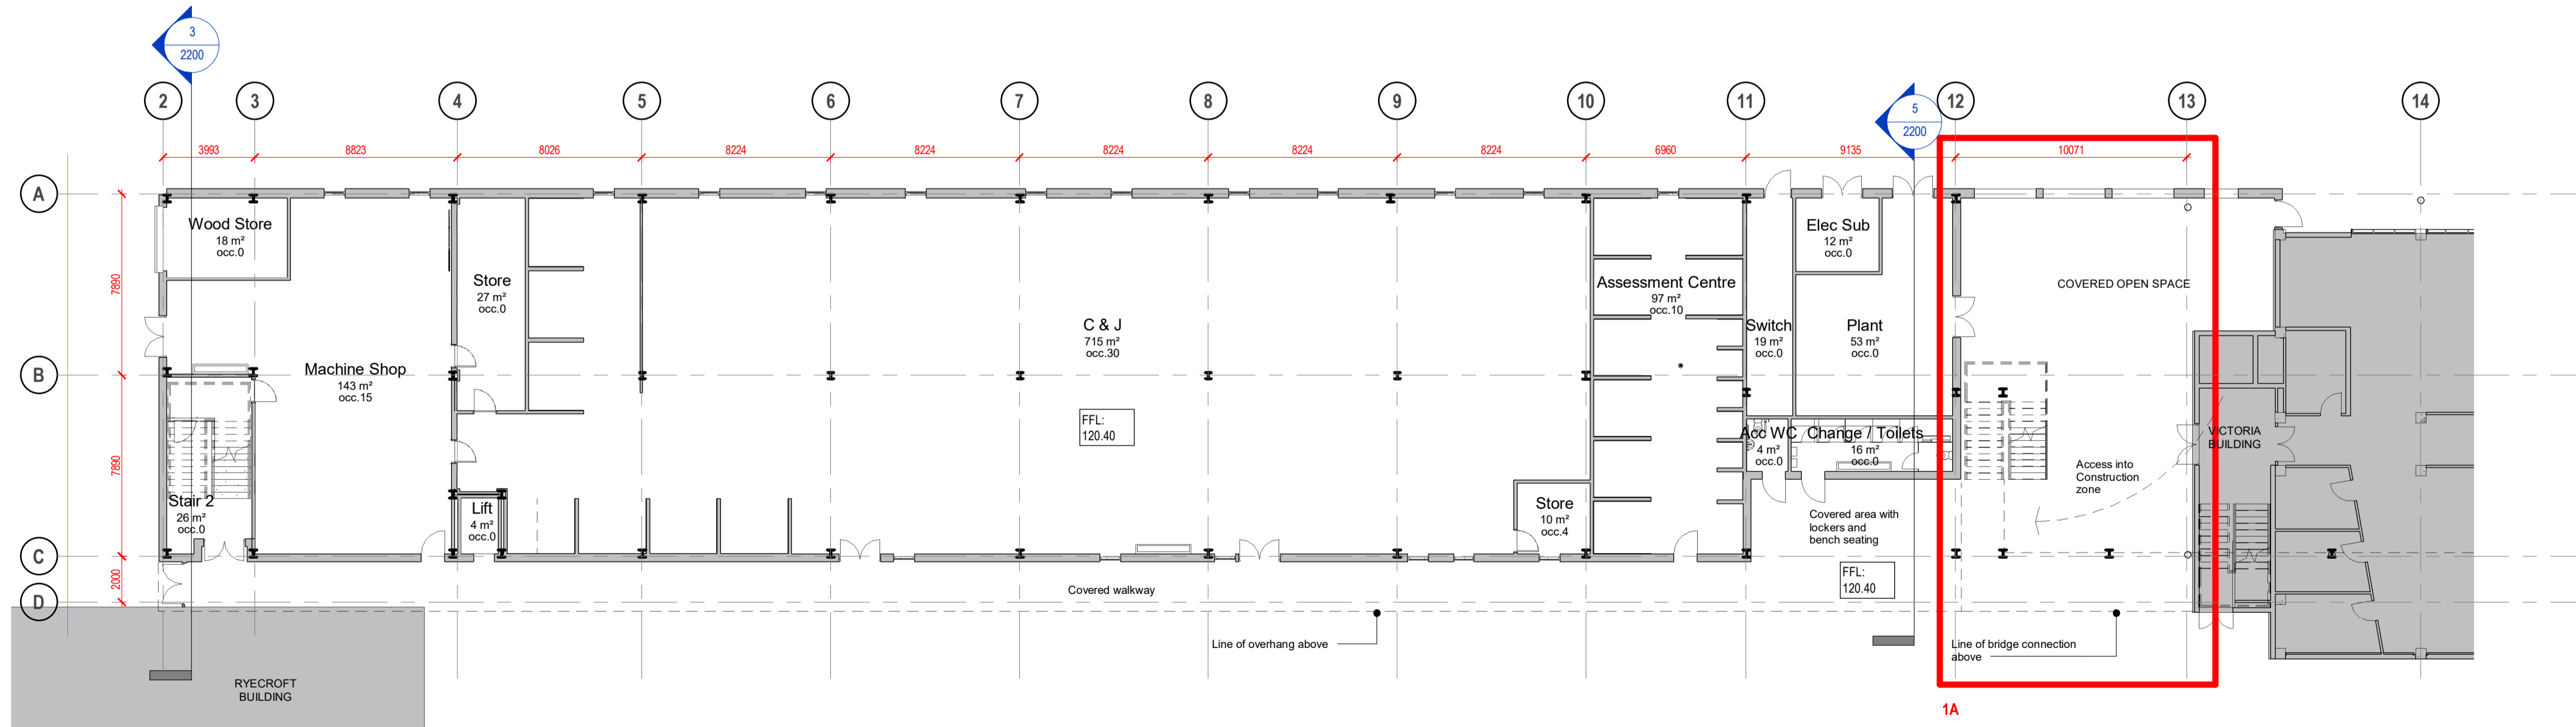 3
2200
2
3
4
5
6
7
8
9
10
11
5
2200
12
13
14
3993
8823
8026
8224
8224
8224
8224
8224
6960
9135
10071
A
B
C
D
7890
7890
2000
Wood Store
18 m²
occ.0
Store
27 m²
occ.0
Machine Shop
143 m²
occ.15
Stair 2
26 m²
occ.0
Lift
4 m²
occ.0
C & J
715 m²
occ.30
FFL:
120.40
Store
10 m²
occ.4
Assessment Centre
97 m²
occ.10
Switch
19 m²
occ.0
Elec Sub
12 m²
occ.0
Plant
53 m²
occ.0
Acc WC
4 m²
occ.0
Change / Toilets
16 m²
occ.0
Covered area with
lockers and
bench seating
FFL:
120.40
COVERED OPEN SPACE
Access into
Construction
zone
VICTORIA
BUILDING
Covered walkway
Line of overhang above
Line of bridge connection
above
RYECROFT
BUILDING
1A